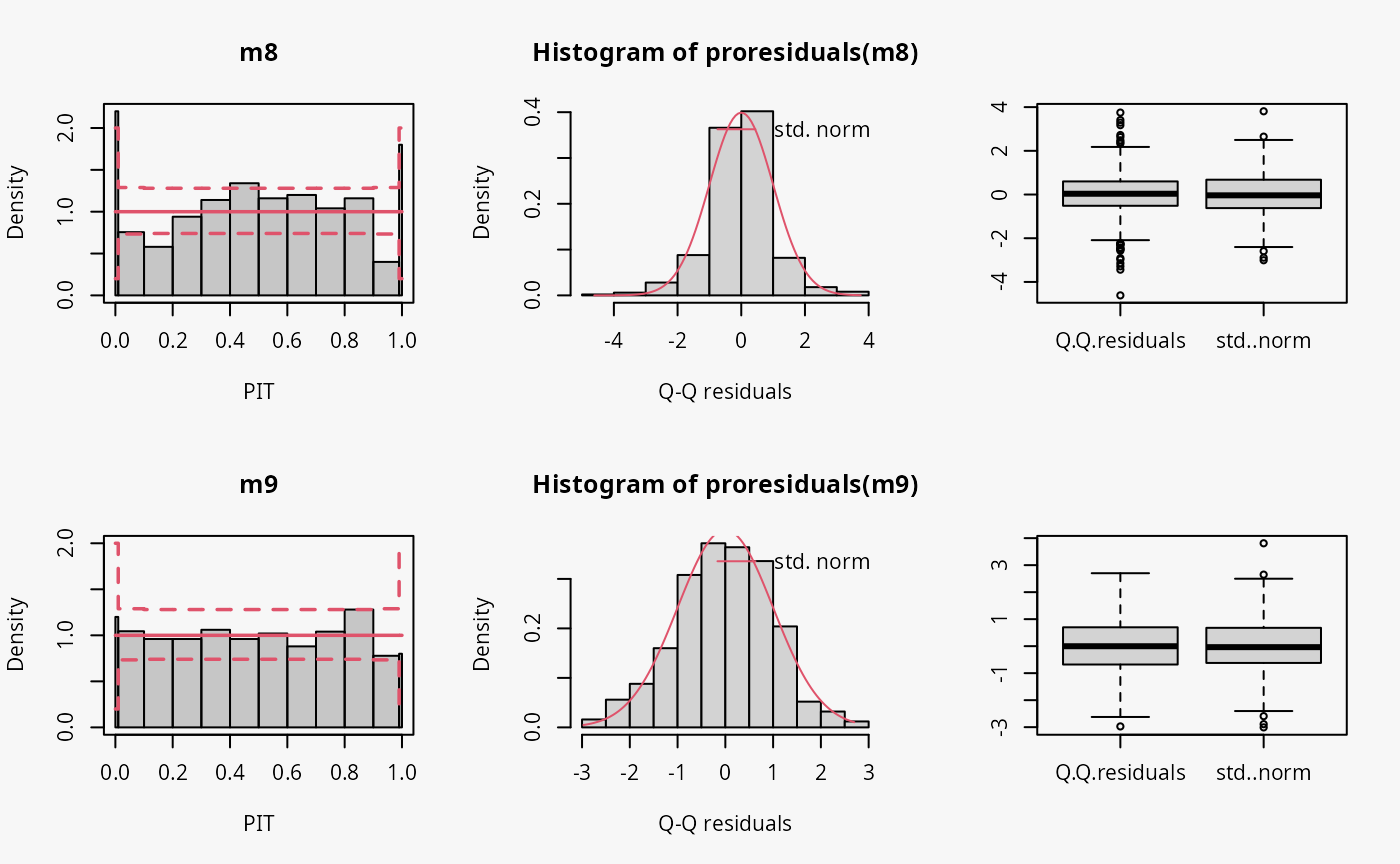 m8
Histogram of proresiduals(m8)
Density
0.0 1.0 2.0
0.0 0.2 0.4 0.6 0.8 1.0
PIT
Density
0.0 0.2 0.4
std. norm
-4 -2 0 2 4
Q-Q residuals
-4 -2 0 2 4
Q.Q.residuals std..norm
m9
Histogram of proresiduals(m9)
Density
0.0 1.0 2.0
0.0 0.2 0.4 0.6 0.8 1.0
PIT
Density
0.0 0.2
std. norm
-3 -2 -1 0 1 2 3
Q-Q residuals
-3 -1 1 3
Q.Q.residuals std..norm